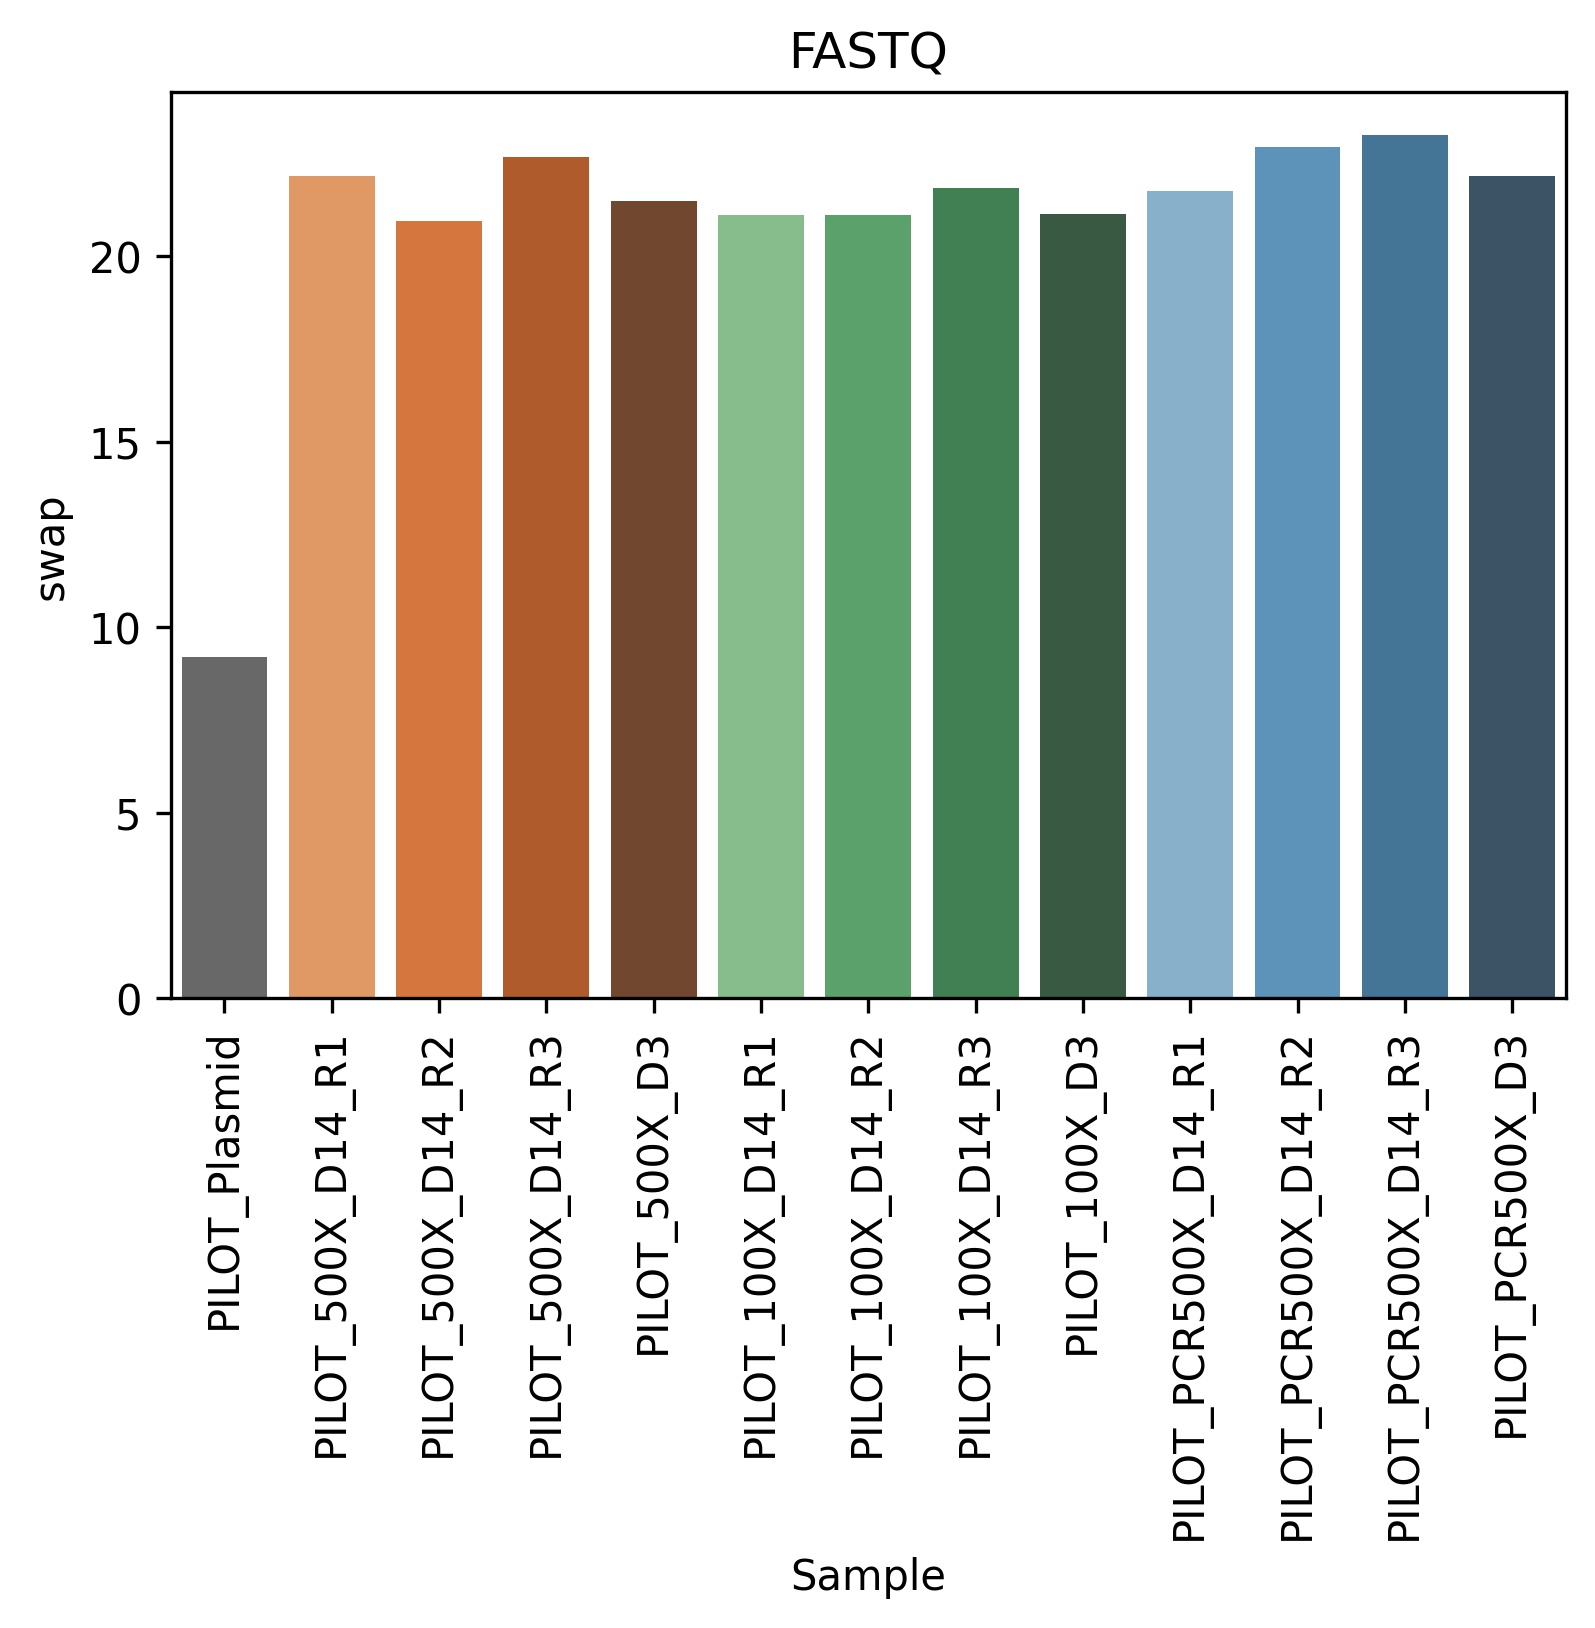 FASTQ
swap
20
15
10
5
0
PILOT_Plasmid
PILOT_500X_D14_R1
PILOT_500X_D14_R2
PILOT_500X_D14_R3
PILOT_500X_D3
PILOT_100X_D14_R1
PILOT_100X_D14_R2
PILOT_100X_D14_R3
PILOT_100X_D3
PILOT_PCR500X_D14_R1
PILOT_PCR500X_D14_R2
PILOT_PCR500X_D14_R3
PILOT_PCR500X_D3
Sample